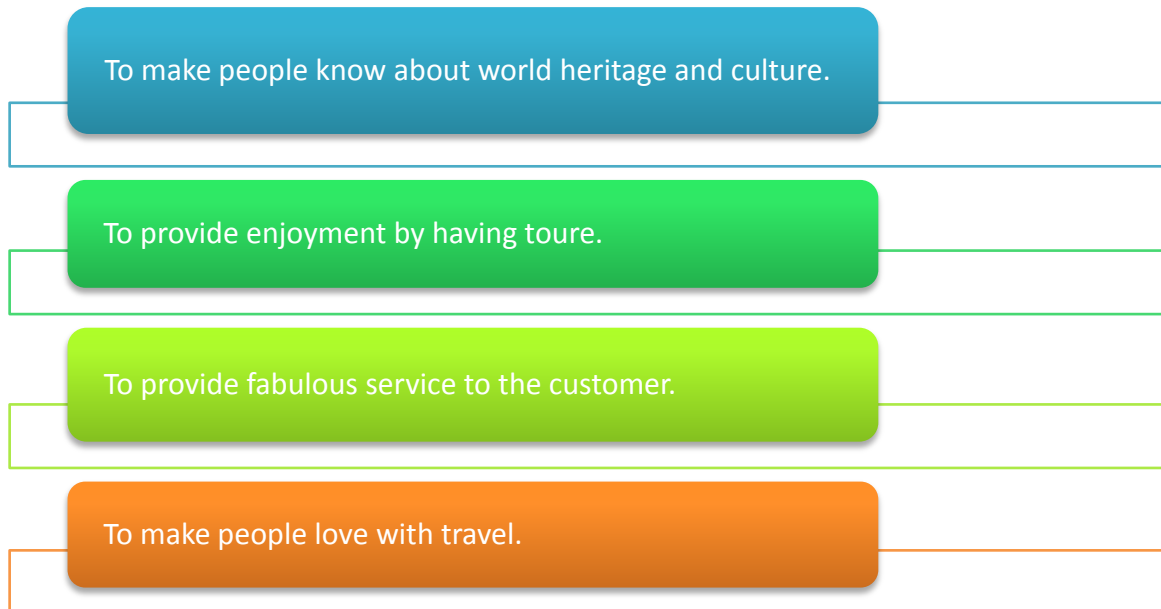 To make people know about world heritage and culture.
To provide enjoyment by having toure.
To provide fabulous service to the customer.
To make people love with travel.